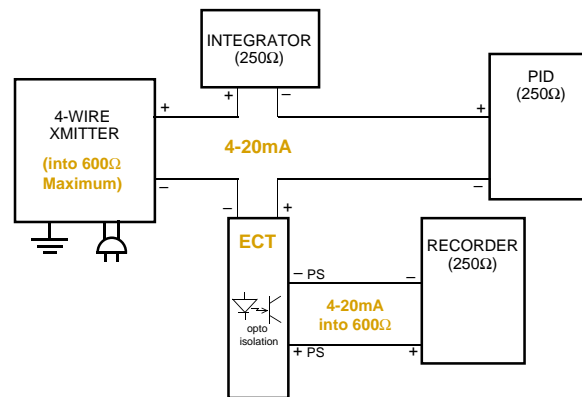 INTEGRATOR
(250Ω)
+ –
4-WIRE
XMITTER
(into 600Ω
Maximum)
+
–
4-20mA
PID
(250Ω)
+
–
– +
ECT
opto
isolation
– PS
+ PS
4-20mA
into 600Ω
–
+
RECORDER
(250Ω)